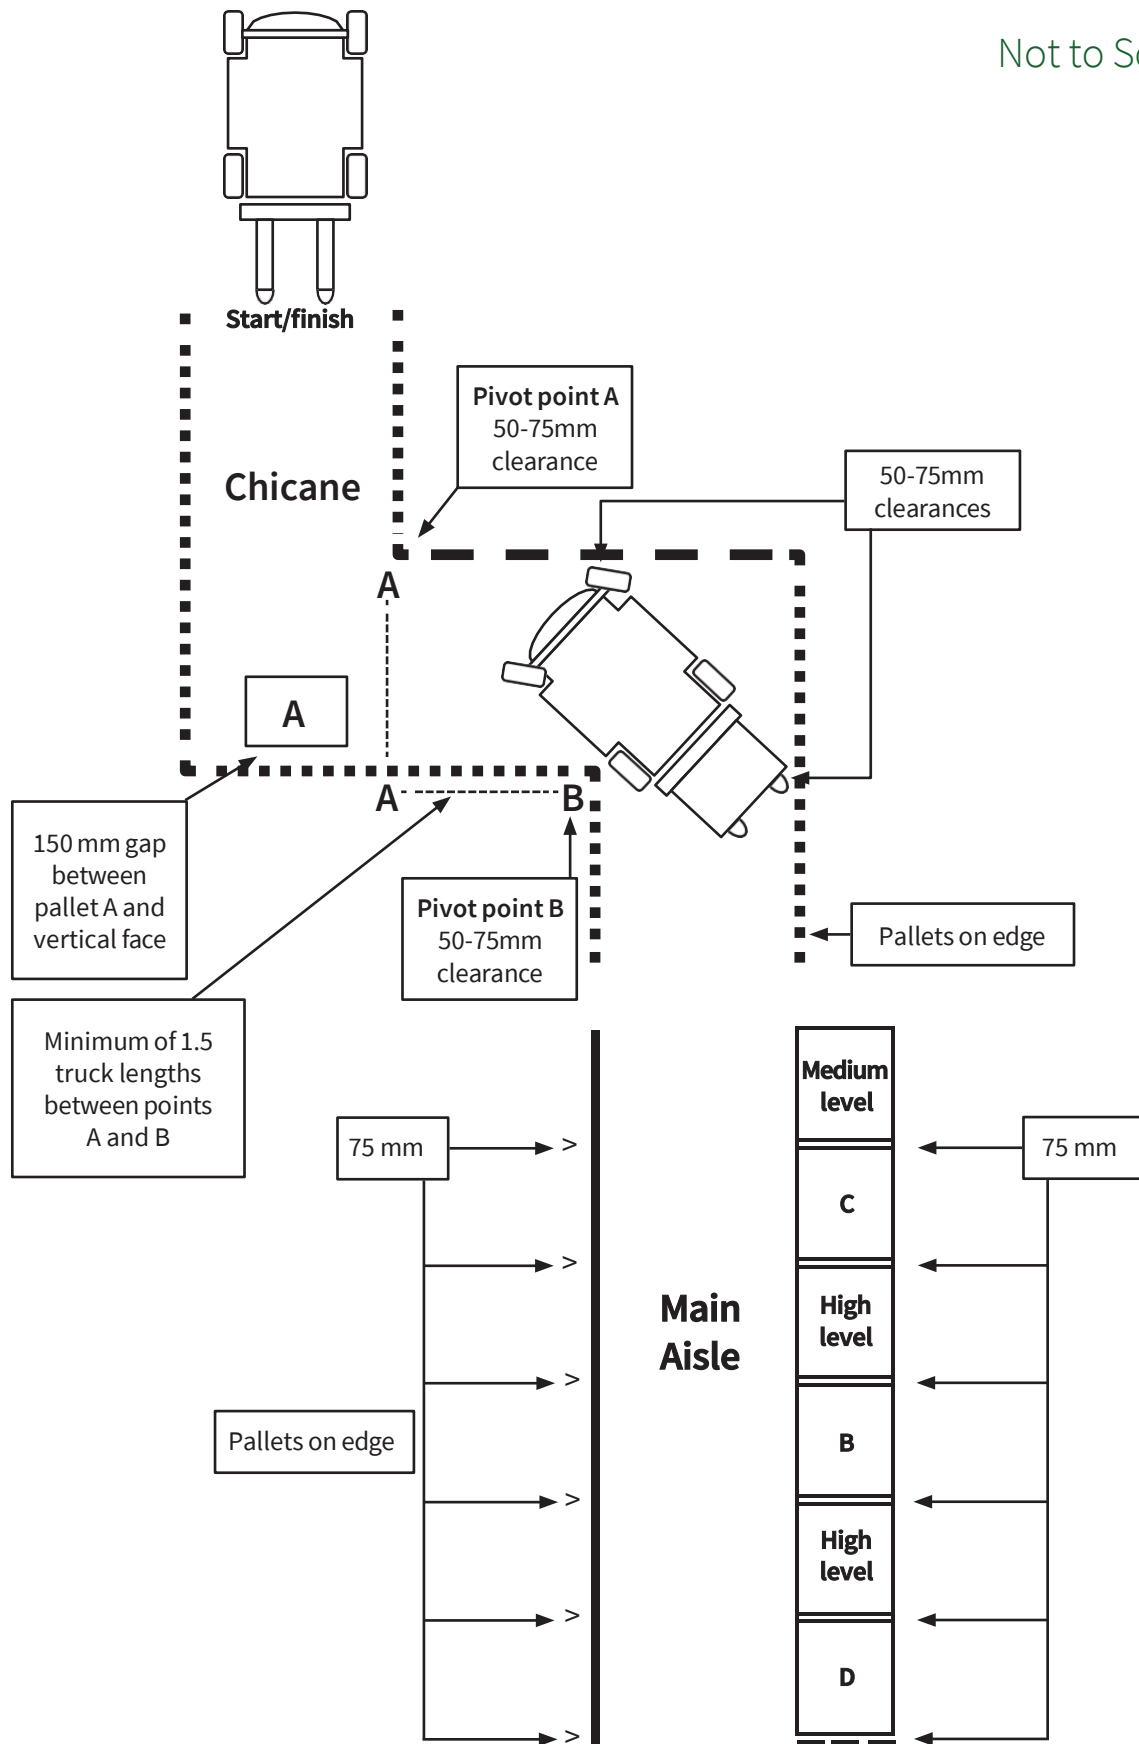 Not to Sc
Start/finish
Pivot point A
50-75mm
clearance
Chicane
50-75mm
clearances
A
A
A
B
150 mm gap
between
pallet A and
vertical face
Pivot point B
50-75mm
clearance
Pallets on edge
Minimum of 1.5
truck lengths
between points
A and B
Medium
level
75 mm
>
75 mm
C
>
Main
Aisle
High
level
>
Pallets on edge
B
>
High
level
>
D
>